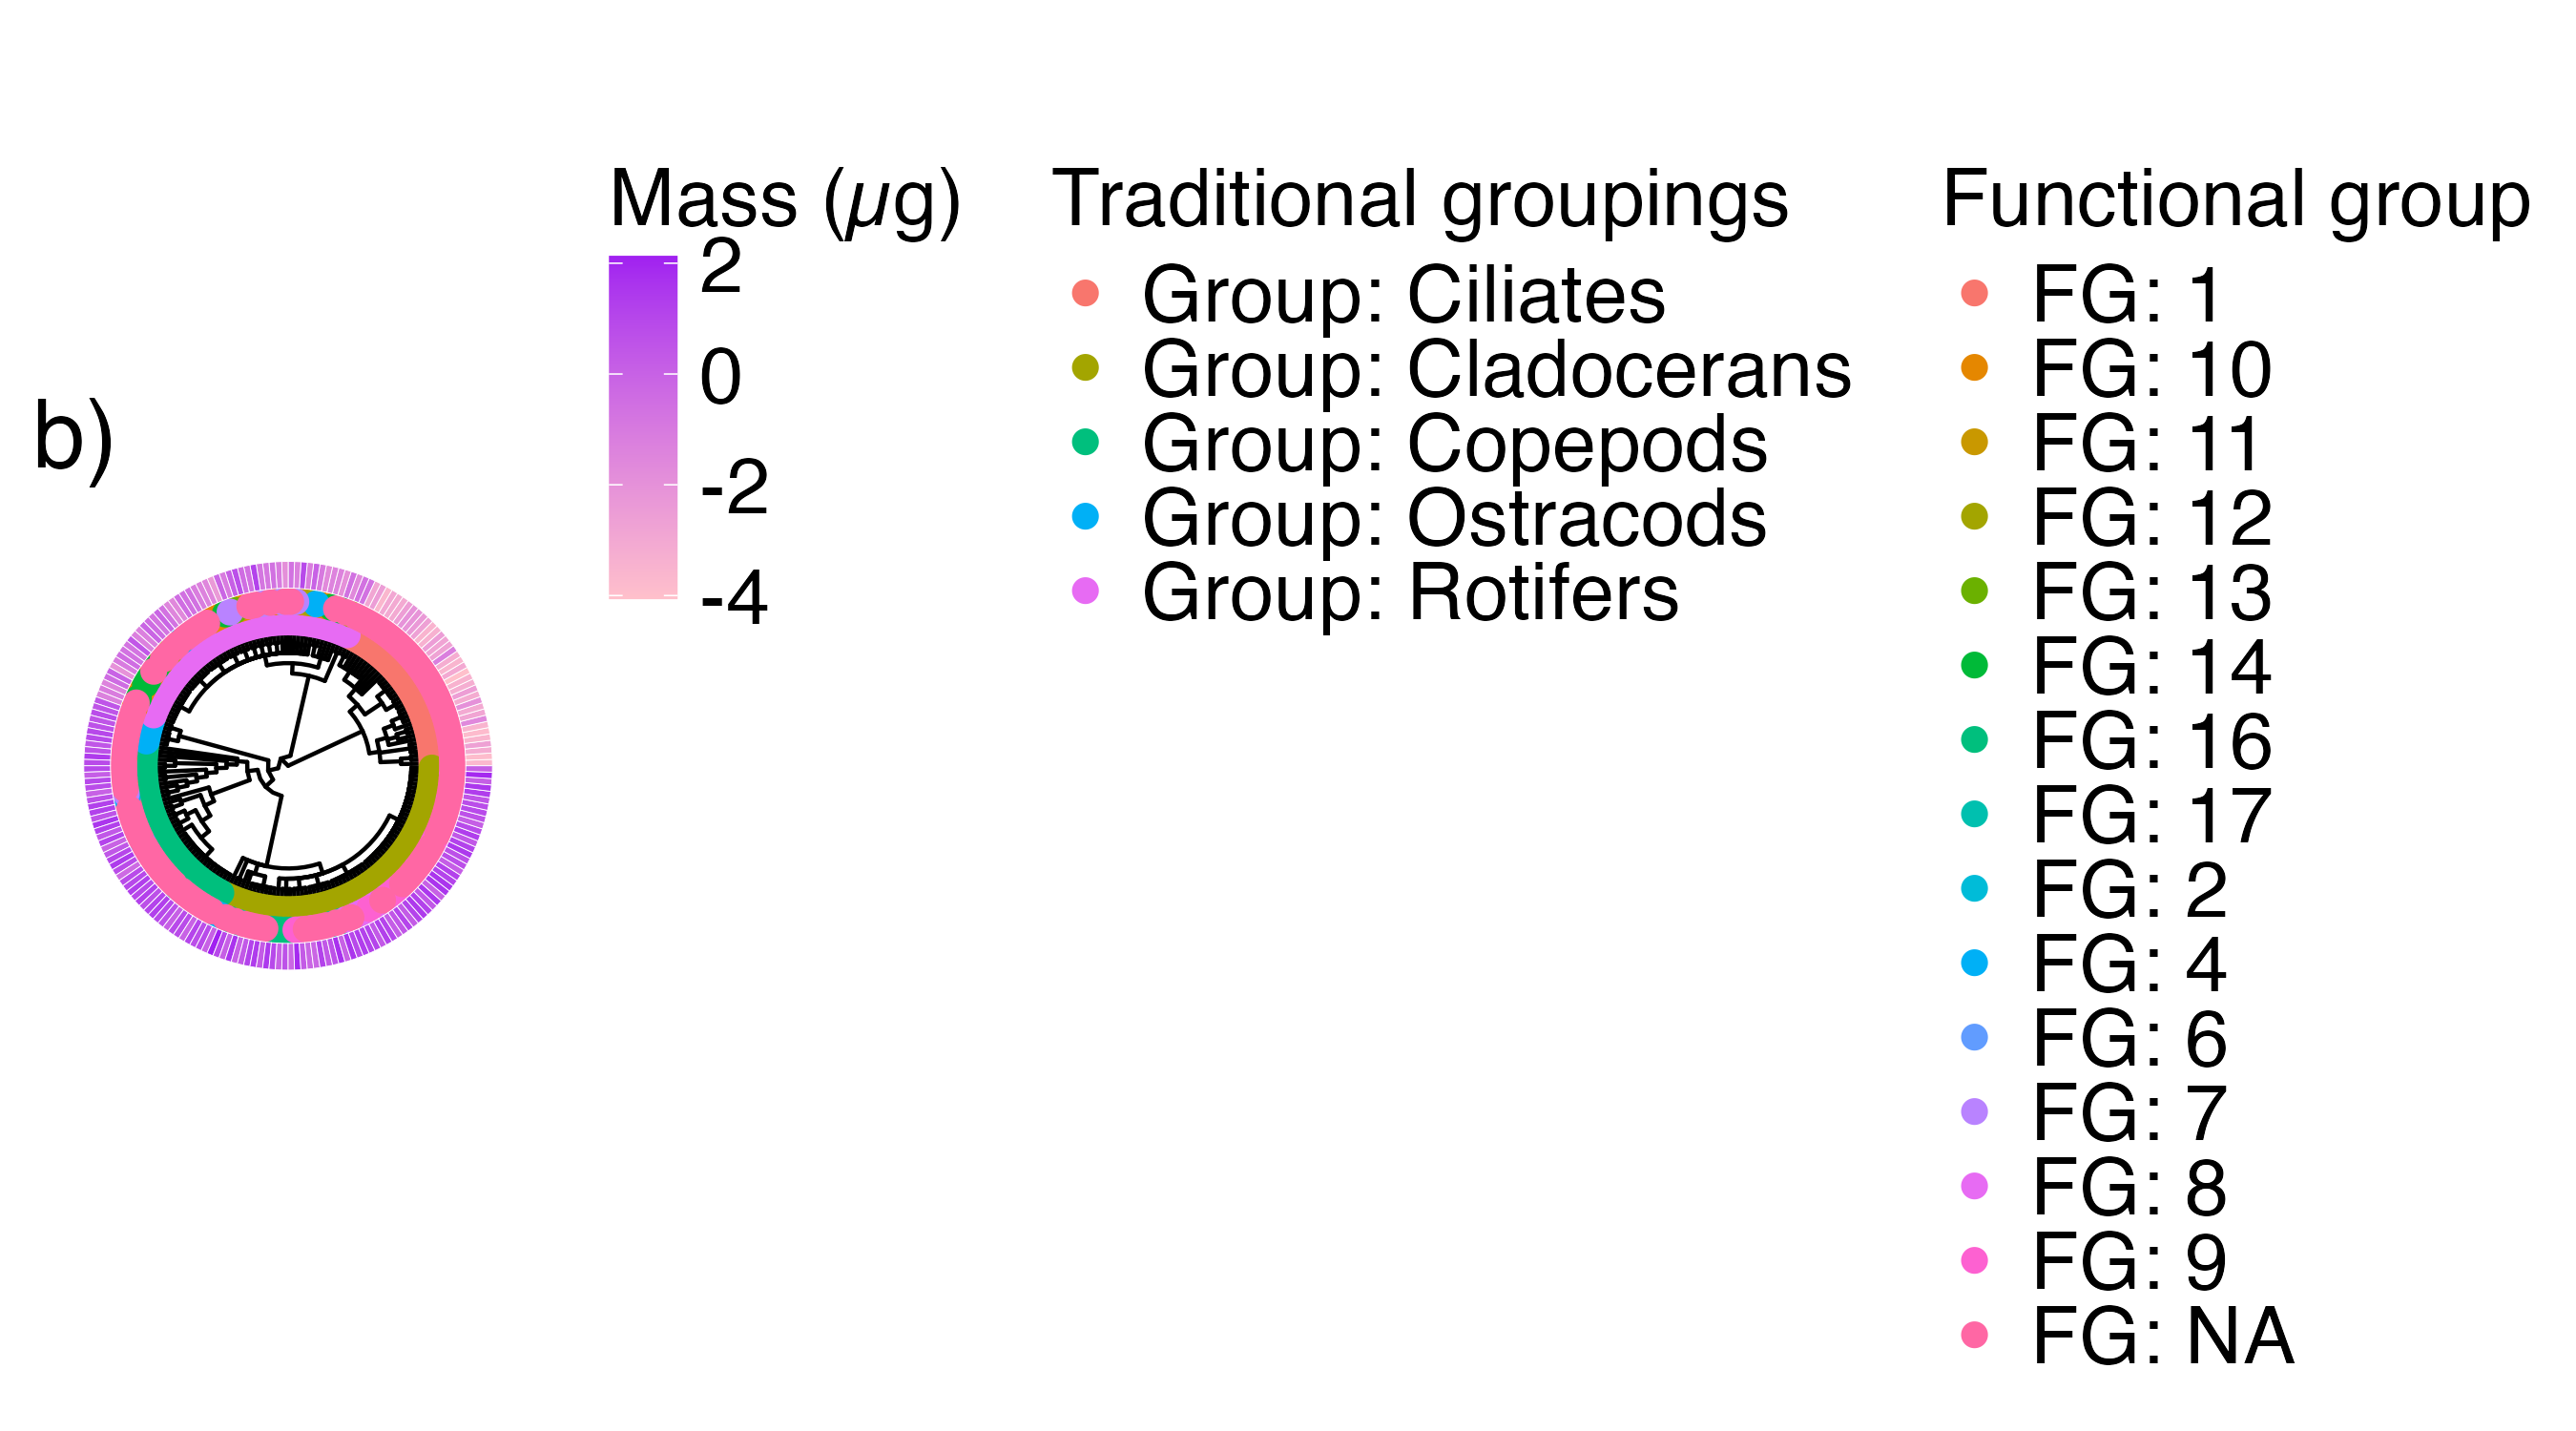 b)
Mass (µg)
2
0
-2
-4
Traditional groupings
Group: Ciliates
Group: Cladocerans
Group: Copepods
Group: Ostracods
Group: Rotifers
Functional group
FG: 1
FG: 10
FG: 11
FG: 12
FG: 13
FG: 14
FG: 16
FG: 17
FG: 2
FG: 4
FG: 6
FG: 7
FG: 8
FG: 9
FG: NA